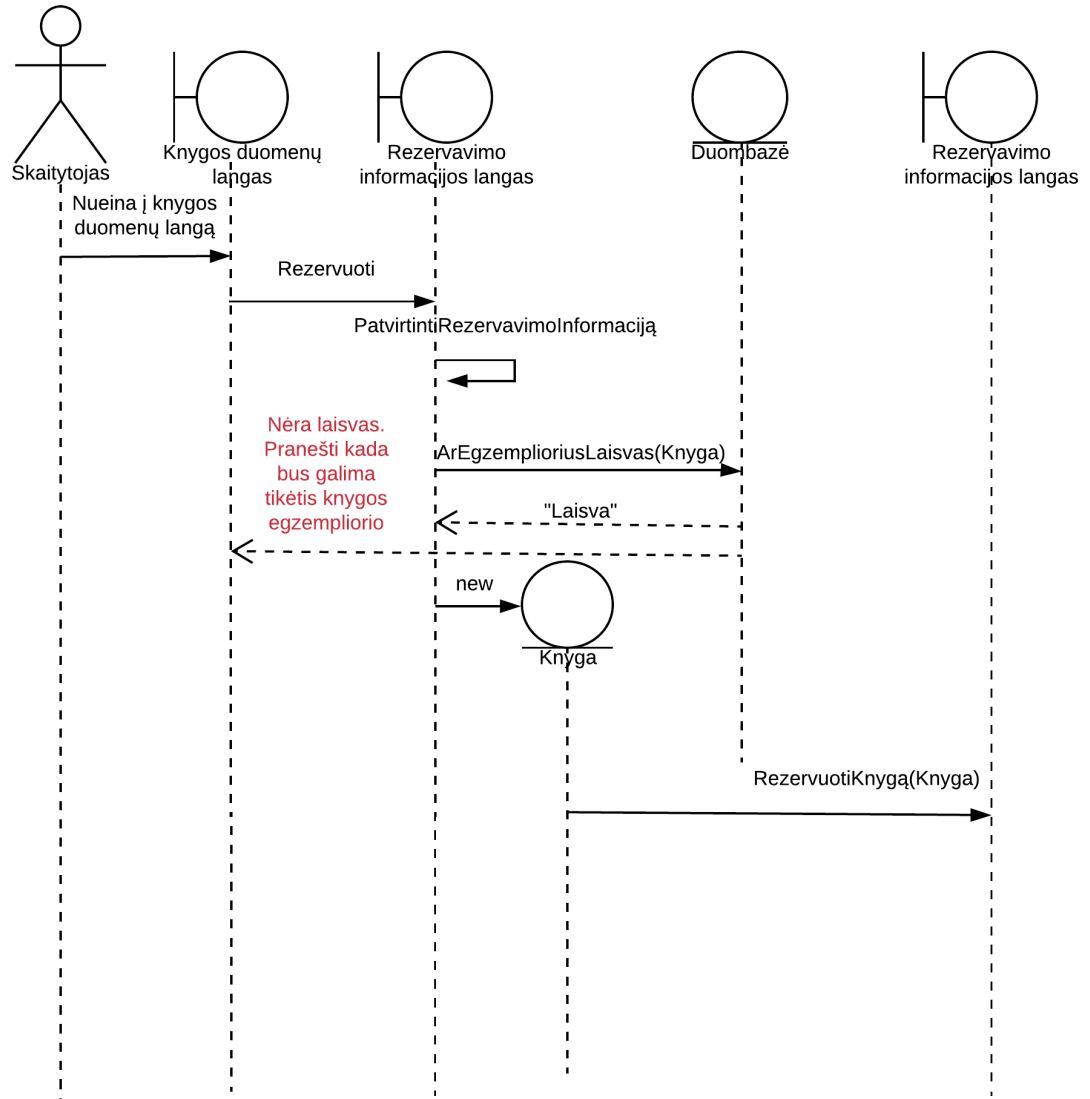 Skaitytojas
Knygos duomenų
langas
Rezervavimo
informacijos langas
Duombazė
Rezervavimo
informacijos langas
Nueina į knygos
duomenų langą
Rezervuoti
PatvirtintiRezervavimoInformaciją
Nėra laisvas.
Pranešti kada
bus galima
tikėtis knygos
egzempliorio
ArEgzemplioriusLaisvas(Knyga)
"Laisva"
new
Knyga
RezervuotiKnygą(Knyga)